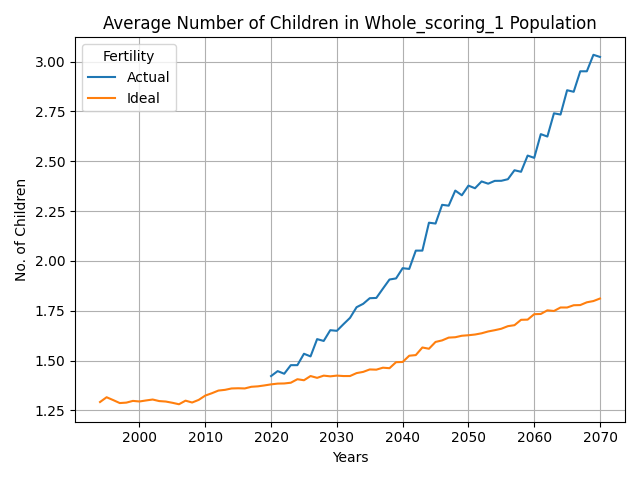 Average Number of Children in Whole_scoring_1 Population
Fertility
Actual
Ideal
3.00
2.75
2.50
2.25
2.00
1.75
1.50
1.25
No. of Children
2000 2010 2020 2030 2040 2050 2060 2070
Years